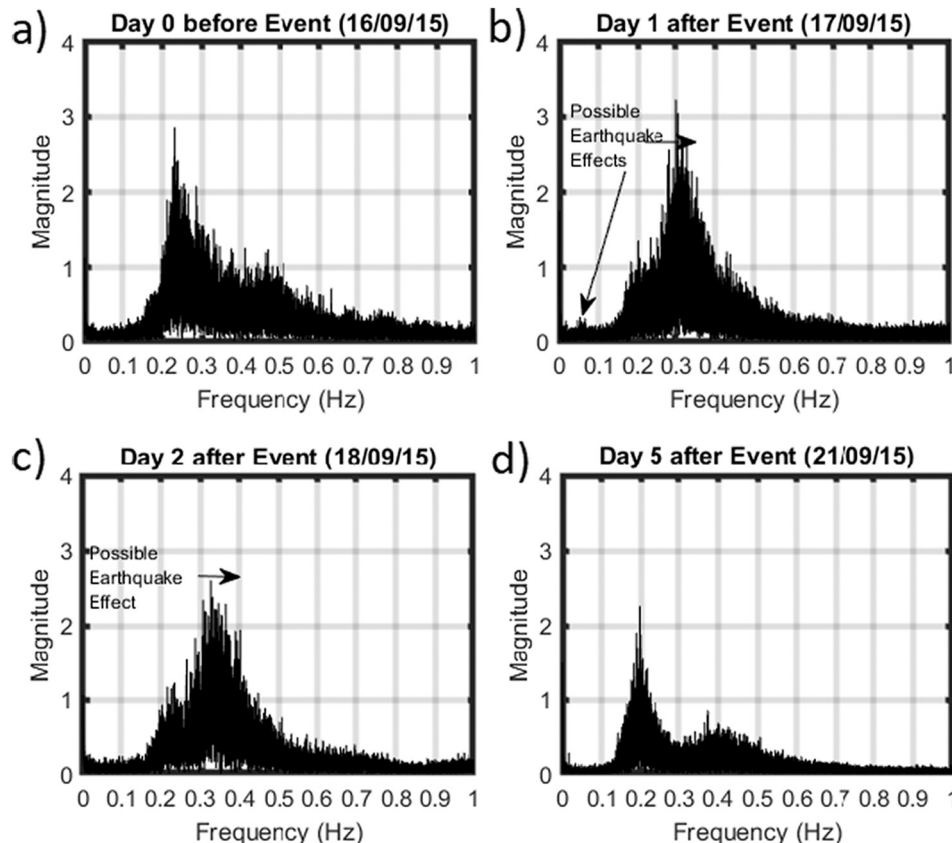 a)
Day 0 before Event (16/09/15)
4
3
2
1
0
Magnitude
0 0.1 0.2 0.3 0.4 0.5 0.6 0.7 0.8 0.9 1
Frequency (Hz)
b)
Day 1 after Event (17/09/15)
4
3
2
1
0
Magnitude
Possible
Earthquake
Effects
0 0.1 0.2 0.3 0.4 0.5 0.6 0.7 0.8 0.9 1
Frequency (Hz)
c)
Day 2 after Event (18/09/15)
4
3
2
1
0
Magnitude
Possible
Earthquake
Effect
0 0.1 0.2 0.3 0.4 0.5 0.6 0.7 0.8 0.9 1
Frequency (Hz)
d)
Day 5 after Event (21/09/15)
4
3
2
1
0
Magnitude
0 0.1 0.2 0.3 0.4 0.5 0.6 0.7 0.8 0.9 1
Frequency (Hz)